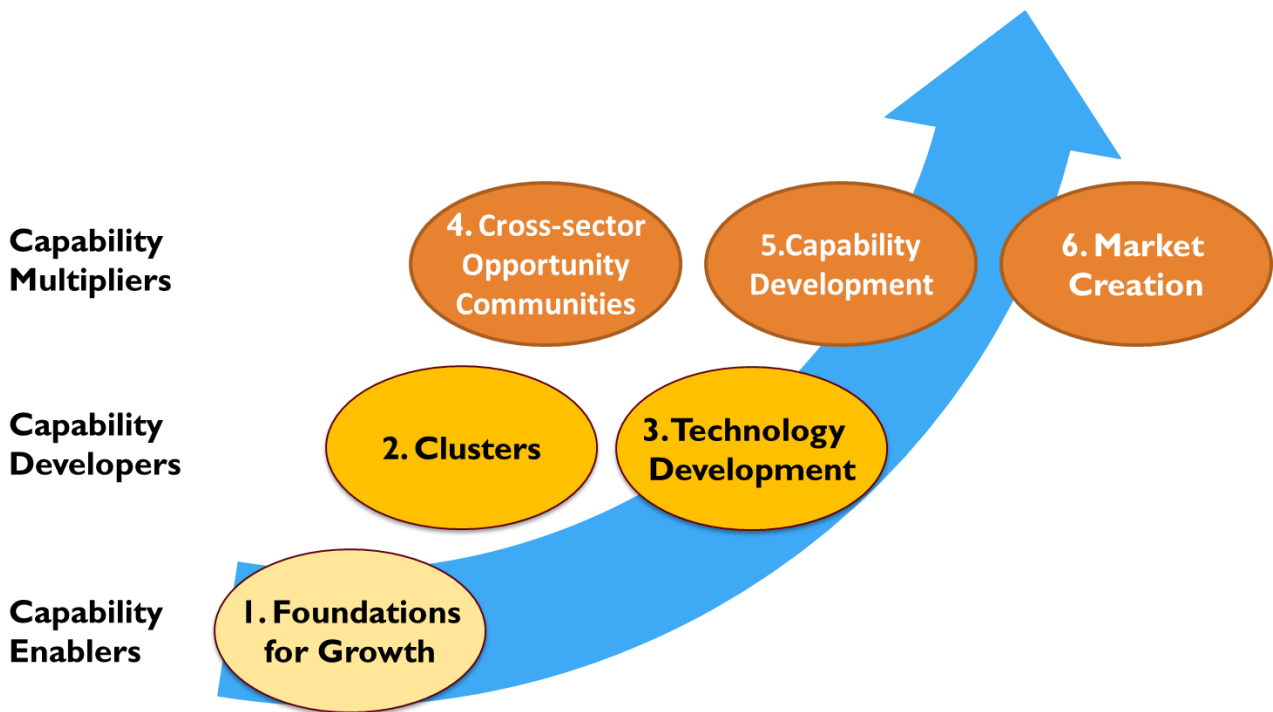 Capability
Multipliers
4. Cross-sector
Opportunity
Communities
5.Capability
Development
6. Market
Creation
Capability
Developers
2. Clusters
3. Technology
Development
Capability
Enablers
1. Foundations
for Growth